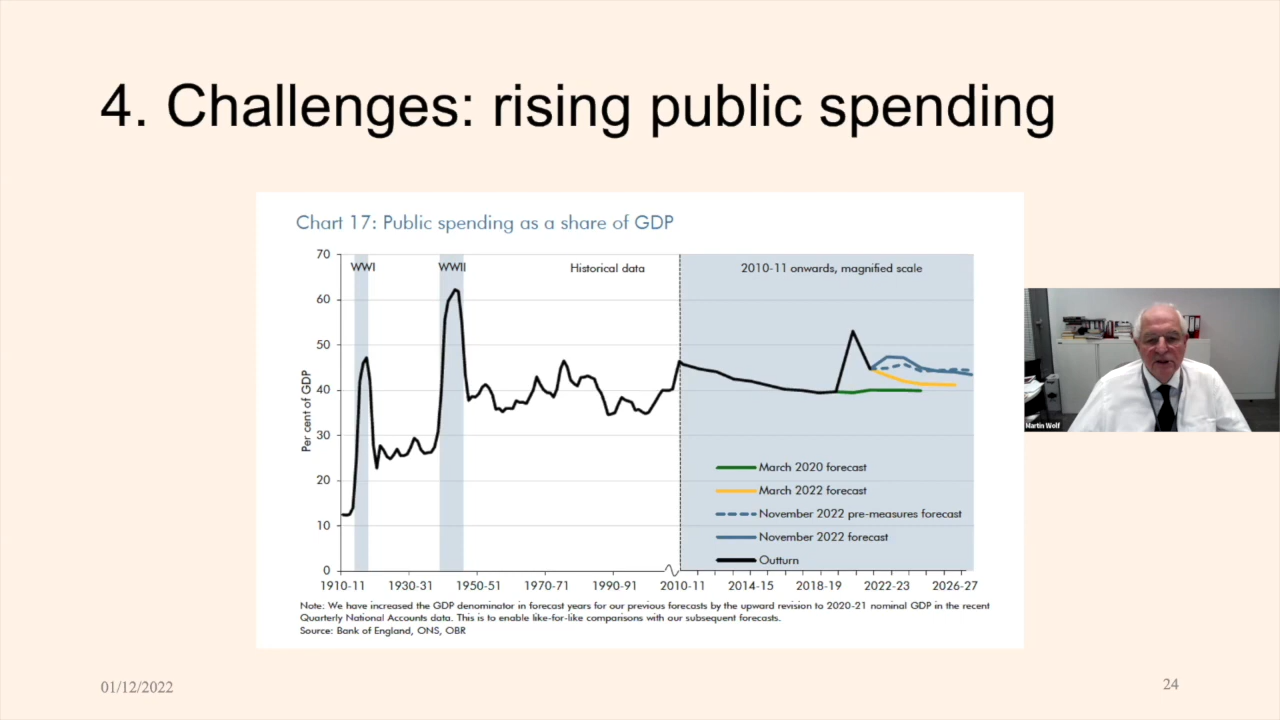 4. Challenges: rising public spending
Chart 17: Public spending as a share of GDP
70
60
50
40
30
20
10
0
Per cent of GDP
WWI
WWII
Historical data
2010-11 onwards, magnified scale
March 2020 forecast
March 2022 forecast
November 2022 pre-measures forecast
November 2022 forecast
Outturn
1910-11 1930-31 1950-51 1970-71 1990-91 2010-11 2014-15 2018-19 2022-23 2026-27
Note: We have increased the GDP denominator in forecast years for our previous forecasts by the upward revision to 2020-21 nominal GDP in the recent
Quarterly National Accounts data. This is to enable like-for-like comparisons with our subsequent forecasts.
Source: Bank of England, ONS, OBR
Martin Wolf
01/12/2022
24